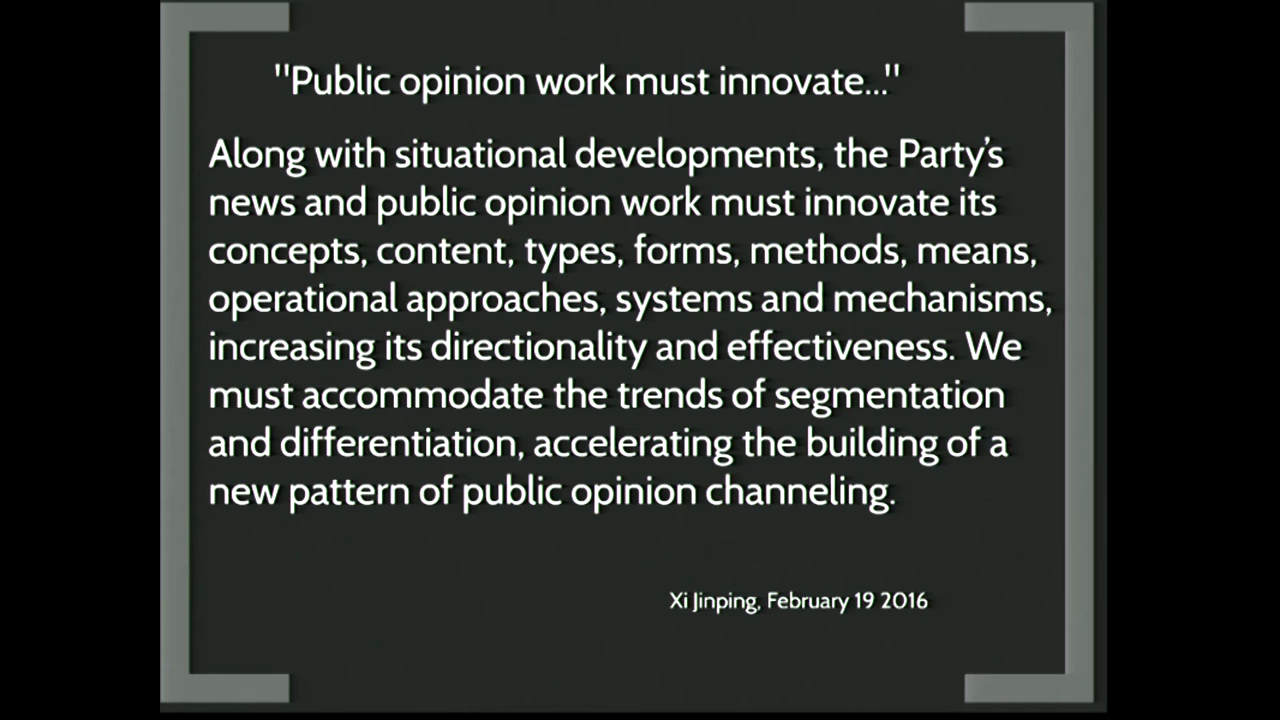 "Public opinion work must innovate..."
Along with situational developments, the Party’s
news and public opinion work must innovate its
concepts, content, types, forms, methods, means,
operational approaches, systems and mechanisms,
increasing its directionality and effectiveness. We
must accommodate the trends of segmentation
and differentiation, accelerating the building of a
new pattern of public opinion channeling.
Xi Jinping, February 19 2016